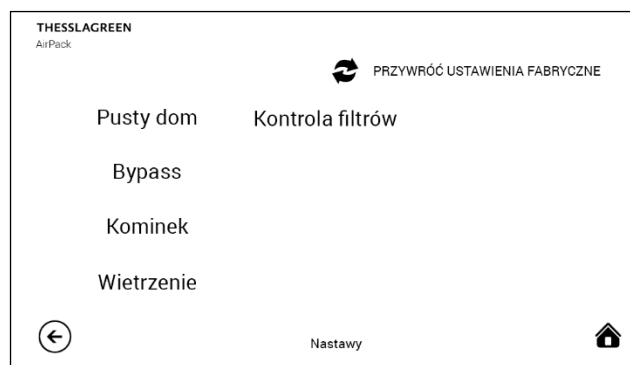 THESSLAGREEN
AirPack
PRZYWRÓĆ USTAWIENIA FABRYCZNE
Pusty dom
Kontrola filtrów
Bypass
Kominek
Wietrzenie
Nastawy